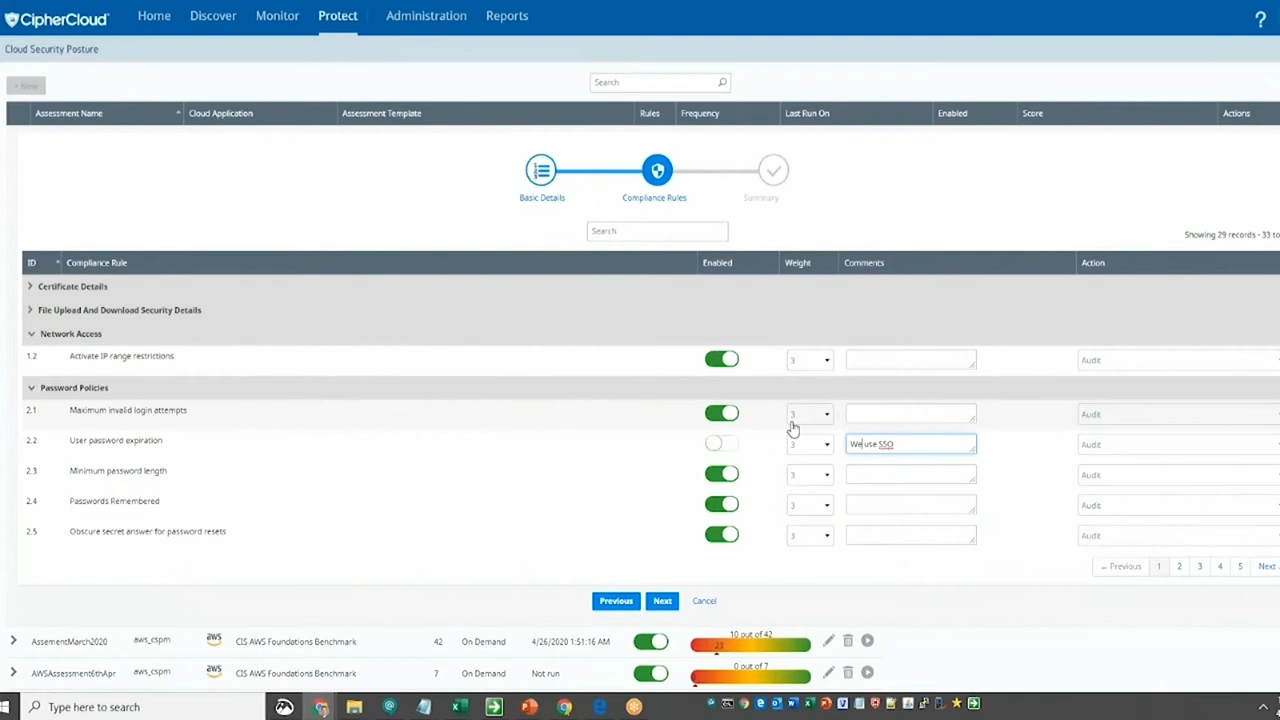 CipherCloud
Home Discover Monitor Protect Administration Reports ?
Cloud Security Posture
+ New Search
Assessment Name Cloud Application Assessment Template Rules Frequency Last Run On Enabled Score Actions
Basic Details Compliance Rules Summary
Search
Showing 29 records - 33 to
ID Compliance Rule Enabled Weight Comments Action
Certificate Details
File Upload And Download Security Details
Network Access
1.2 Activate IP range restrictions 3 Audit
Password Policies
2.1 Maximum invalid login attempts 3 Audit
2.2 User password expiration 3 We use SSO Audit
2.3 Minimum password length 3 Audit
2.4 Passwords Remembered 3 Audit
2.5 Obscure secret answer for password resets 3 Audit
← Previous 1 2 3 4 5 Next
Previous Next Cancel
AssementMarch2020 aws_cspm aws CIS AWS Foundations Benchmark 42 On Demand 4/26/2020 1:51:16 AM 10 out of 42 23
AWSAssessment6thApr aws_cspm aws CIS AWS Foundations Benchmark 7 On Demand Not run 0 out of 7
Type here to search